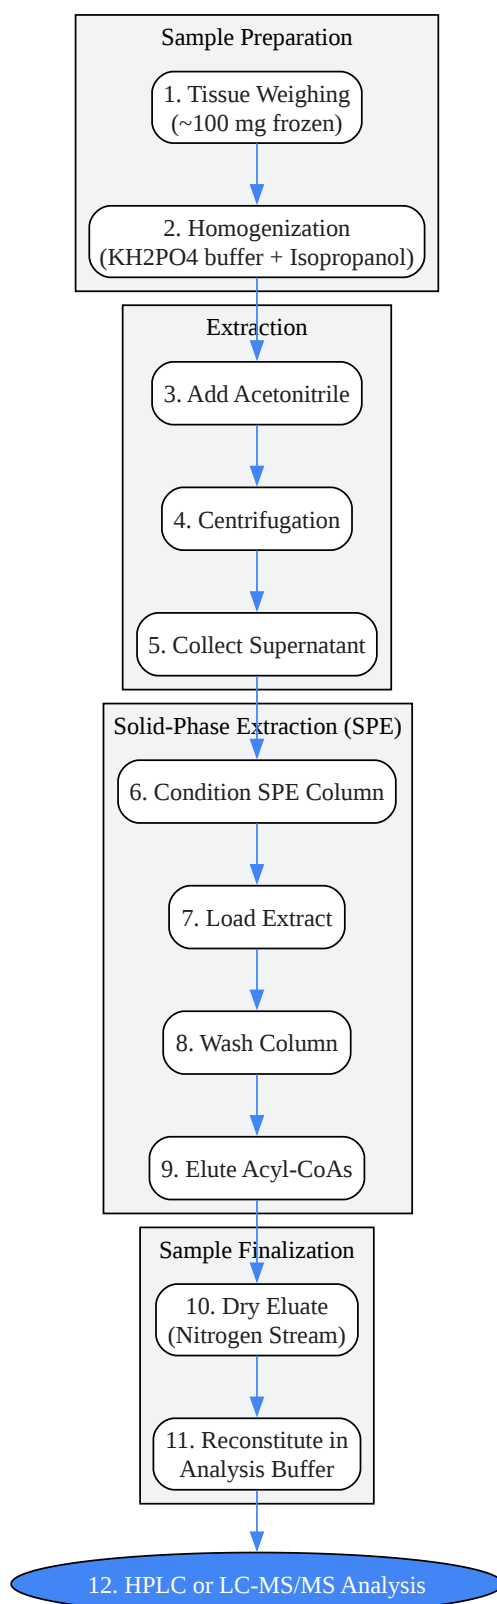 Sample Preparation
1. Tissue Weighing
(~100 mg frozen)
2. Homogenization
(KH2PO4 buffer + Isopropanol)
Extraction
3. Add Acetonitrile
4. Centrifugation
5. Collect Supernatant
Solid-Phase Extraction (SPE)
6. Condition SPE Column
7. Load Extract
8. Wash Column
9. Elute Acyl-CoAs
Sample Finalization
10. Dry Eluate
(Nitrogen Stream)
11. Reconstitute in
Analysis Buffer
12. HPLC or LC-MS/MS Analysis